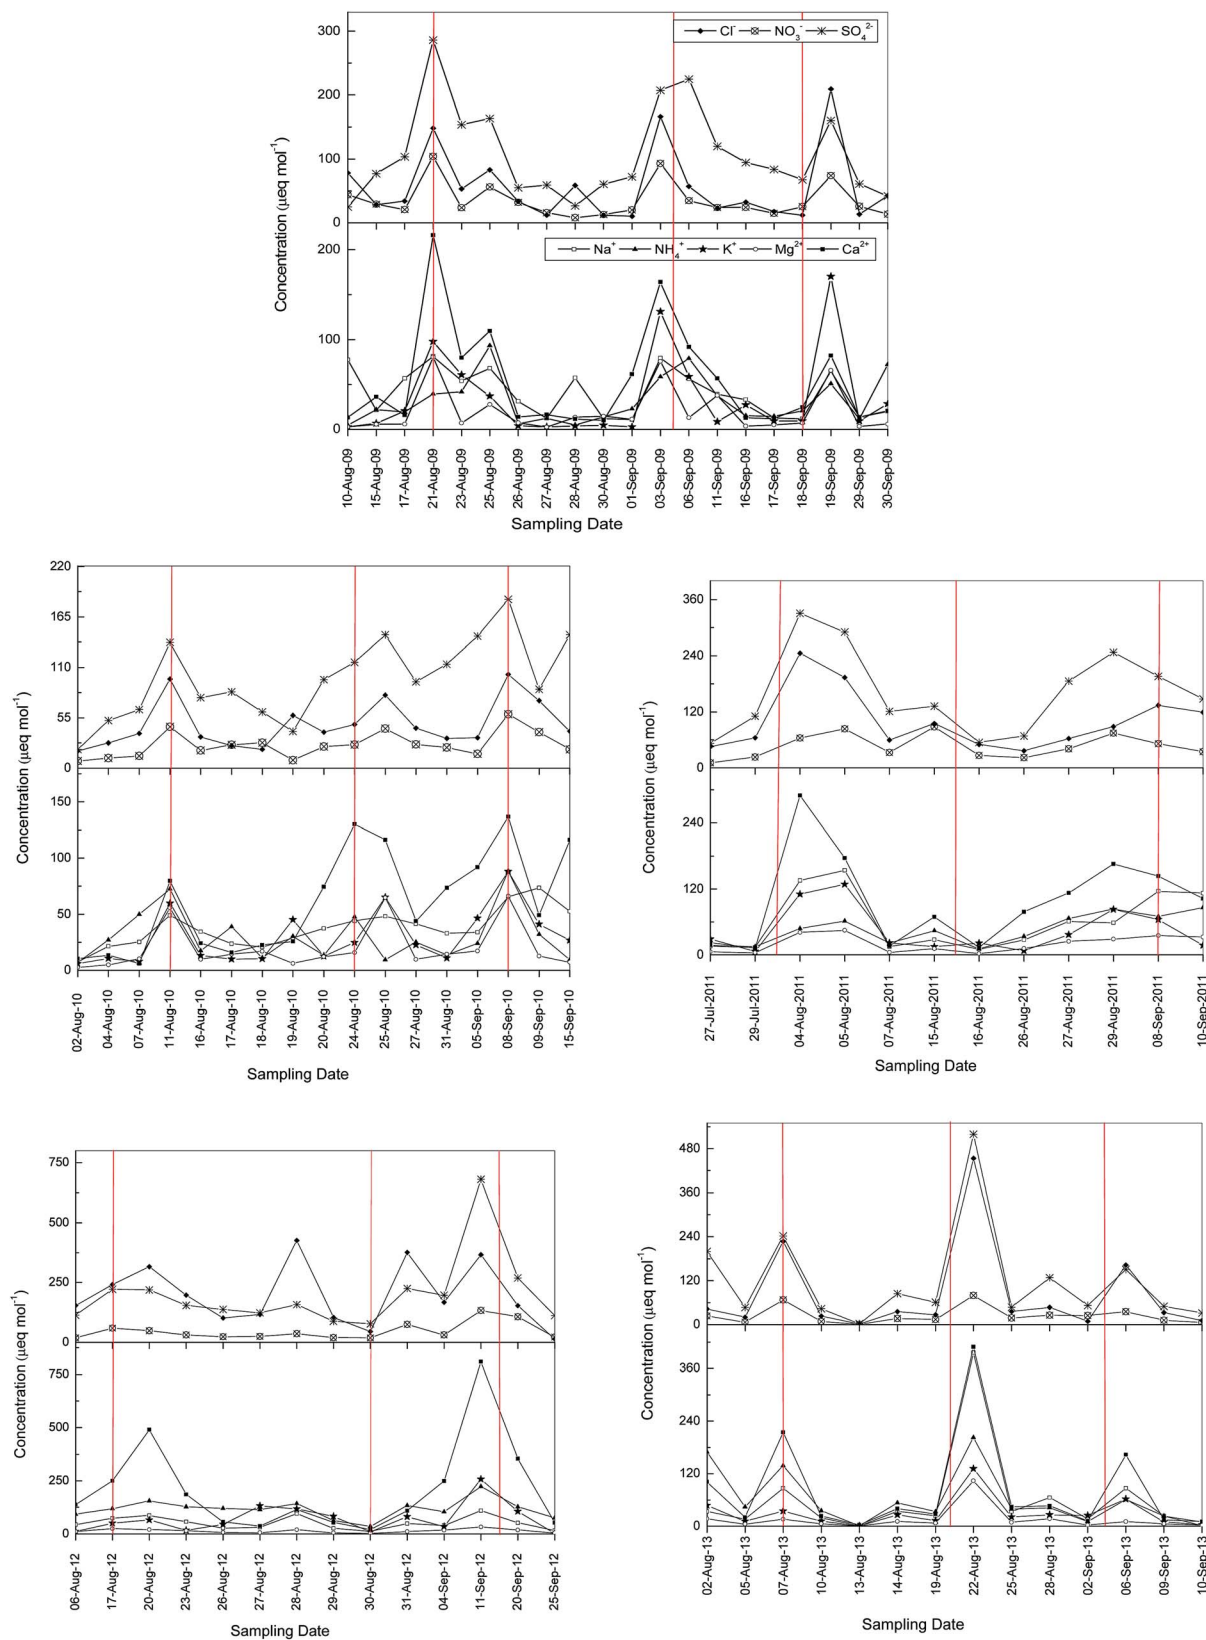 Cl⁻ NO₃⁻ SO₄²⁻
300
200
100
0
Na⁺ NH₄⁺ K⁺ Mg²⁺ Ca²⁺
200
100
0
Concentration (µeq mol⁻¹)
10-Aug-09
15-Aug-09
17-Aug-09
21-Aug-09
23-Aug-09
25-Aug-09
26-Aug-09
27-Aug-09
28-Aug-09
30-Aug-09
01-Sep-09
03-Sep-09
06-Sep-09
11-Sep-09
16-Sep-09
17-Sep-09
18-Sep-09
19-Sep-09
29-Sep-09
30-Sep-09
Sampling Date
220
165
110
55
0
150
100
50
0
Concentration (µeq mol⁻¹)
02-Aug-10
04-Aug-10
07-Aug-10
11-Aug-10
16-Aug-10
17-Aug-10
18-Aug-10
19-Aug-10
20-Aug-10
24-Aug-10
25-Aug-10
27-Aug-10
31-Aug-10
05-Sep-10
08-Sep-10
09-Sep-10
15-Sep-10
Sampling Date
360
240
120
0
240
120
0
Concentration (µeq mol⁻¹)
27-Jul-2011
29-Jul-2011
04-Aug-2011
05-Aug-2011
07-Aug-2011
15-Aug-2011
16-Aug-2011
26-Aug-2011
27-Aug-2011
29-Aug-2011
08-Sep-2011
10-Sep-2011
Sampling Date
750
500
250
0
750
500
250
0
Concentration (µeq mol⁻¹)
06-Aug-12
17-Aug-12
20-Aug-12
23-Aug-12
26-Aug-12
27-Aug-12
28-Aug-12
29-Aug-12
30-Aug-12
31-Aug-12
04-Sep-12
11-Sep-12
20-Sep-12
25-Sep-12
Sampling Date
480
360
240
120
0
360
240
120
0
Concentration (µeq mol⁻¹)
02-Aug-13
05-Aug-13
07-Aug-13
10-Aug-13
13-Aug-13
14-Aug-13
19-Aug-13
22-Aug-13
25-Aug-13
28-Aug-13
02-Sep-13
06-Sep-13
09-Sep-13
10-Sep-13
Sampling Date